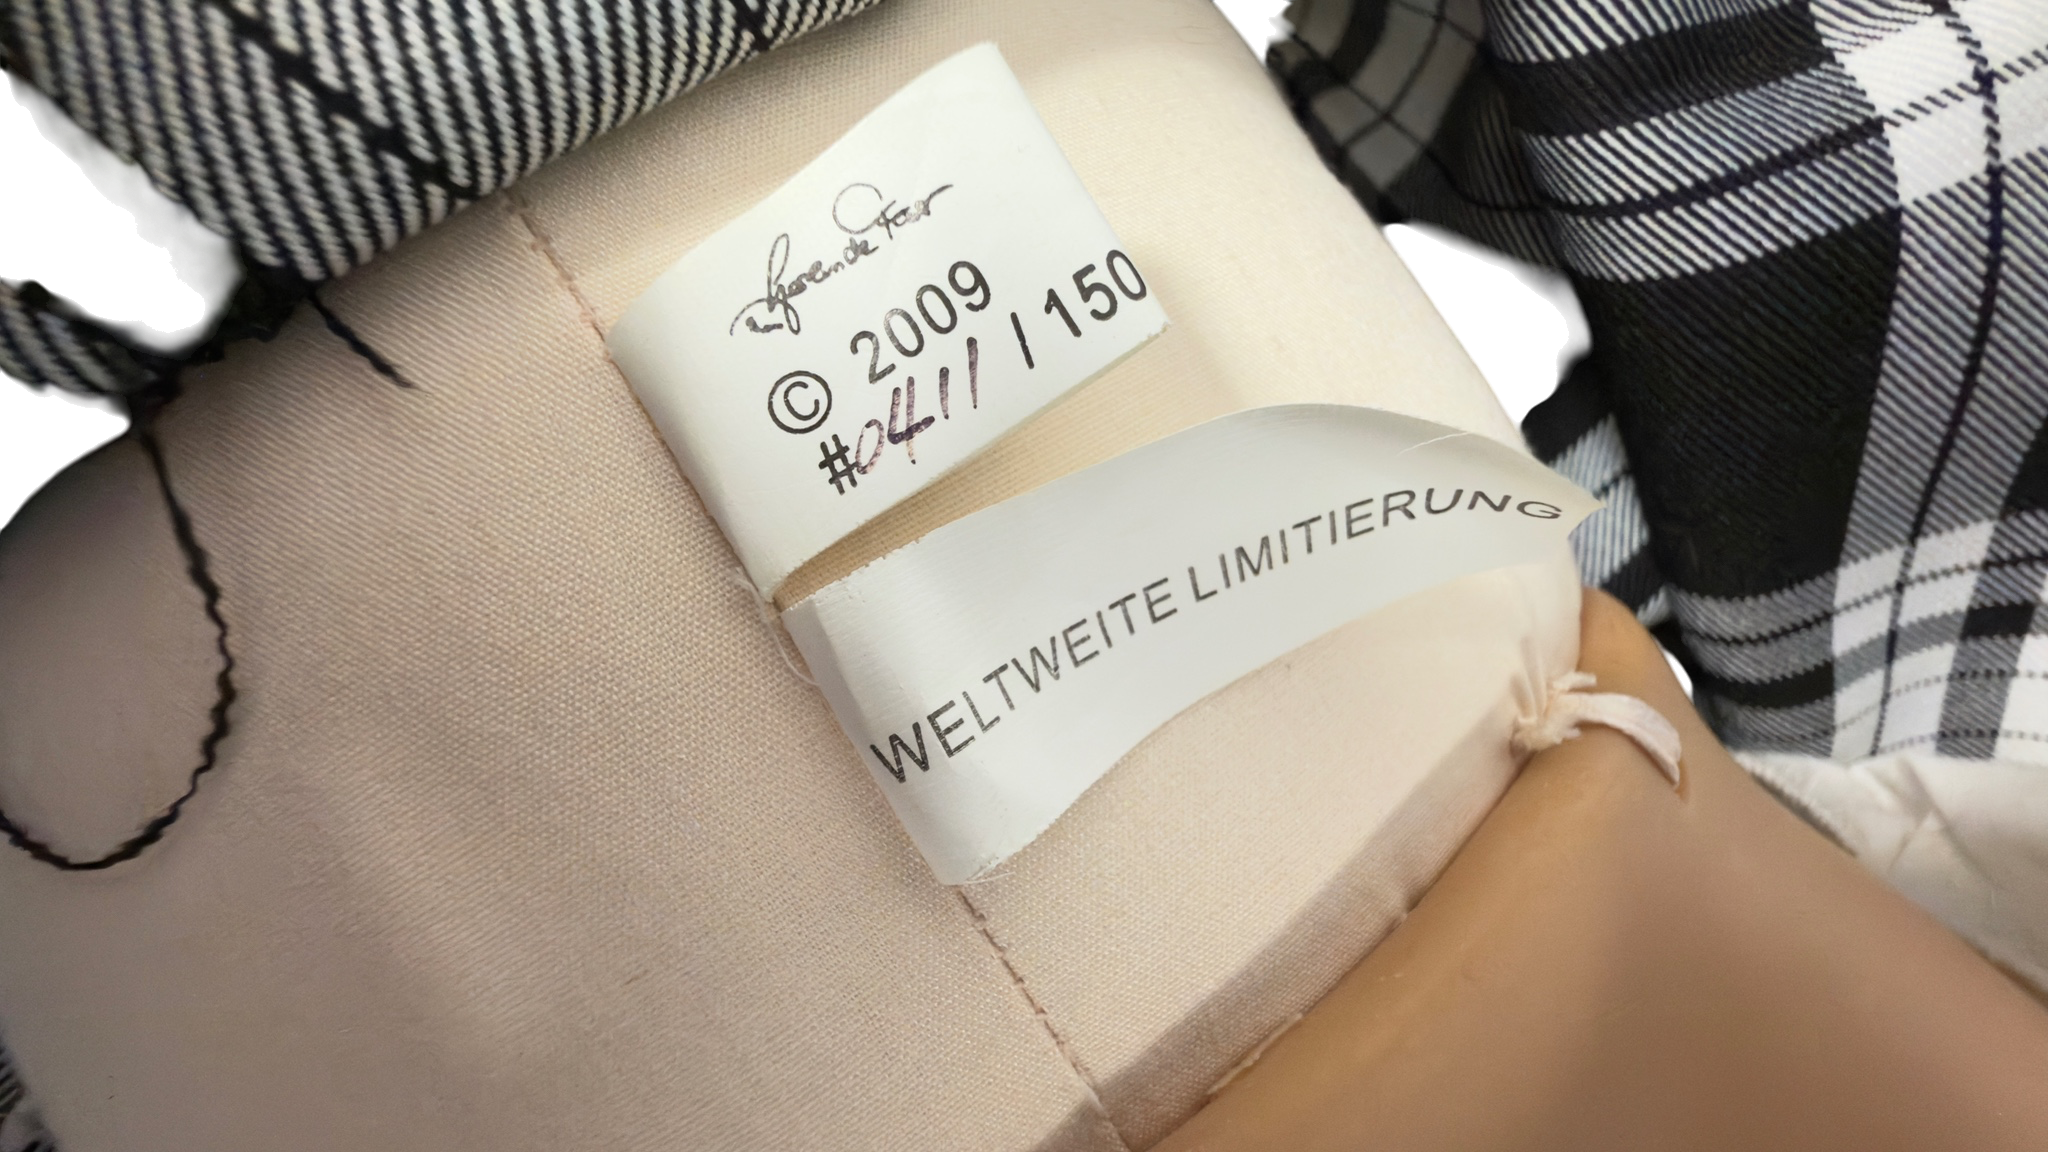 © 2009
#0411 / 150
WELTWEITE LIMITIERUNG